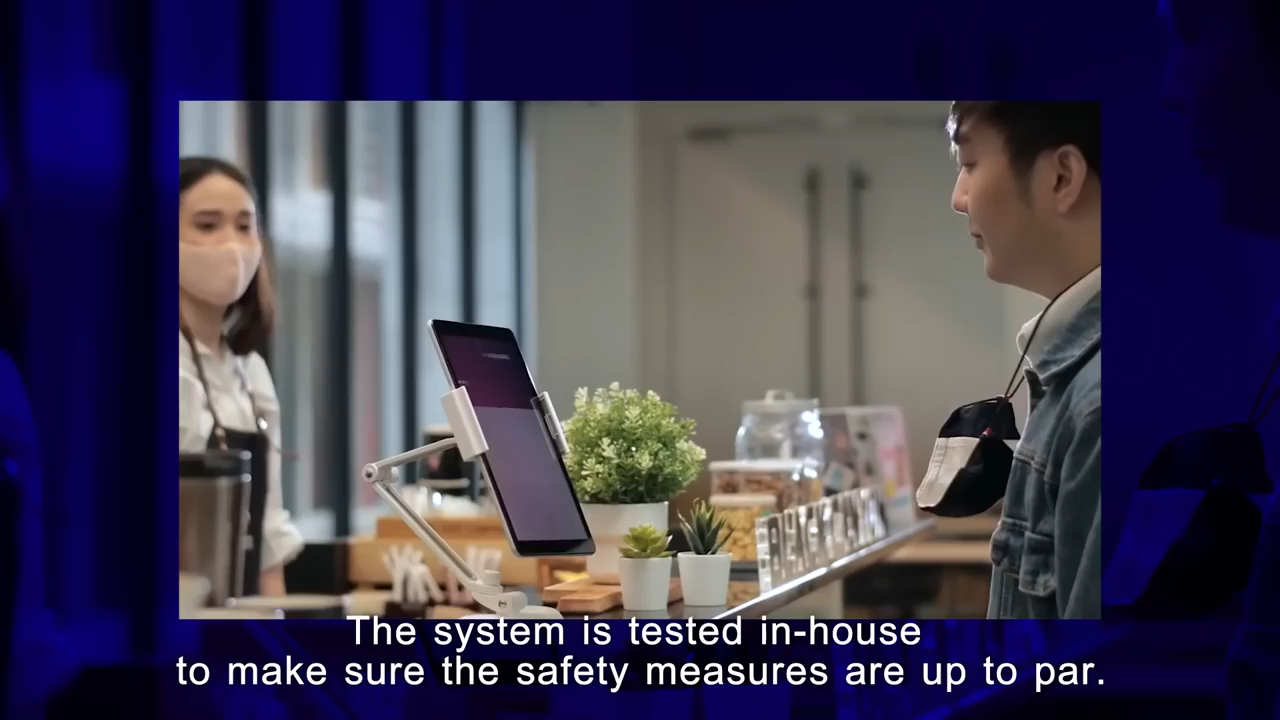 The system is tested in-house
to make sure the safety measures are up to par.